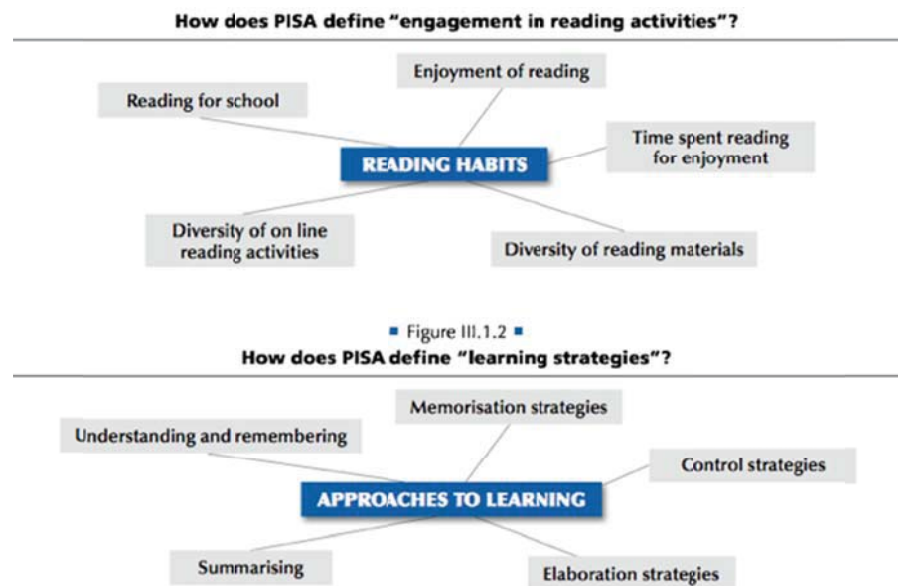 How does PISA define “engagement in reading activities”?
Enjoyment of reading
Reading for school
Time spent reading
for enjoyment
READING HABITS
Diversity of on line
reading activities
Diversity of reading materials
▪ Figure III.1.2 ▪
How does PISA define “learning strategies”?
Memorisation strategies
Understanding and remembering
Control strategies
APPROACHES TO LEARNING
Summarising
Elaboration strategies